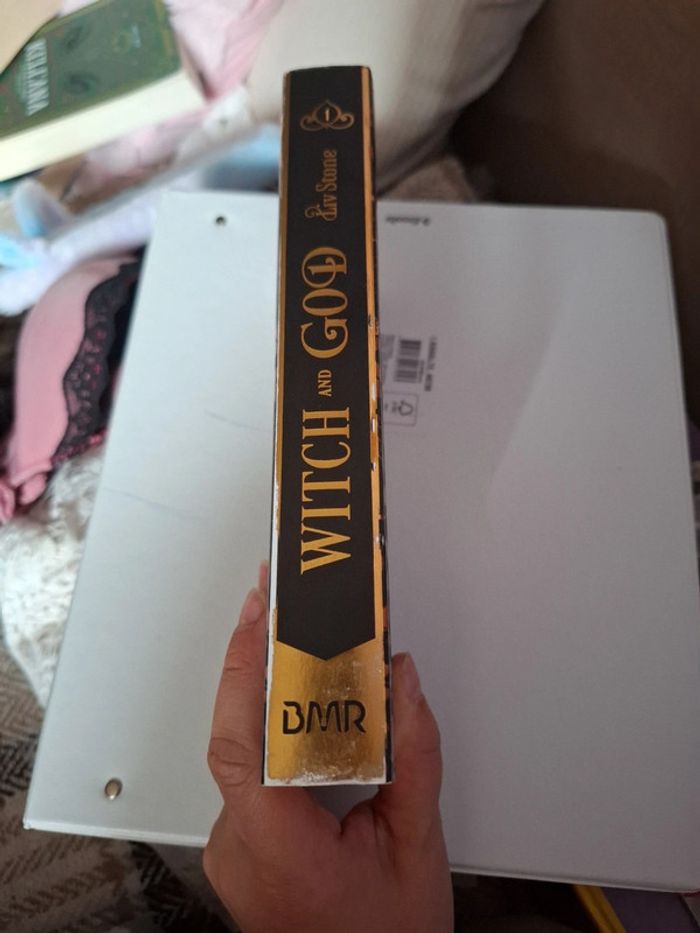 WITCH AND GOD
Liv Stone
1
BMR